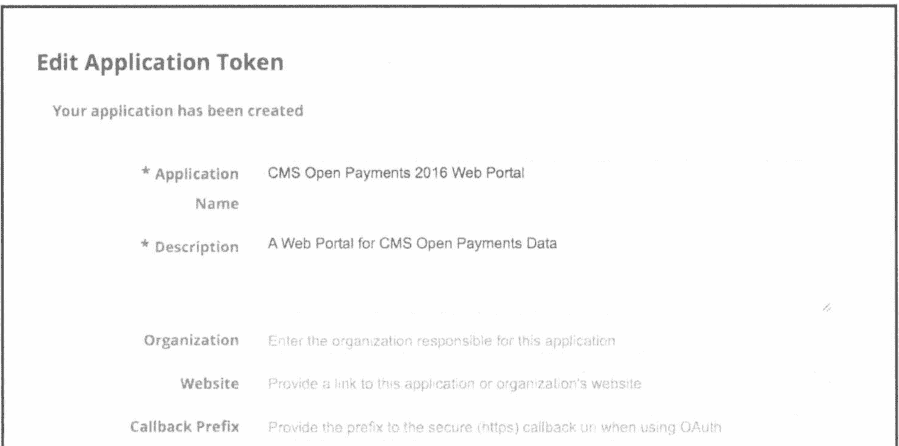 Edit Application Token
Your application has been created
* Application CMS Open Payments 2016 Web Portal
Name
* Description A Web Portal for CMS Open Payments Data
Organization Enter the organization responsible for this application
Website Provide a link to this application or organization's website
Callback Prefix Provide the prefix to the secure (https) callback uri when using OAuth